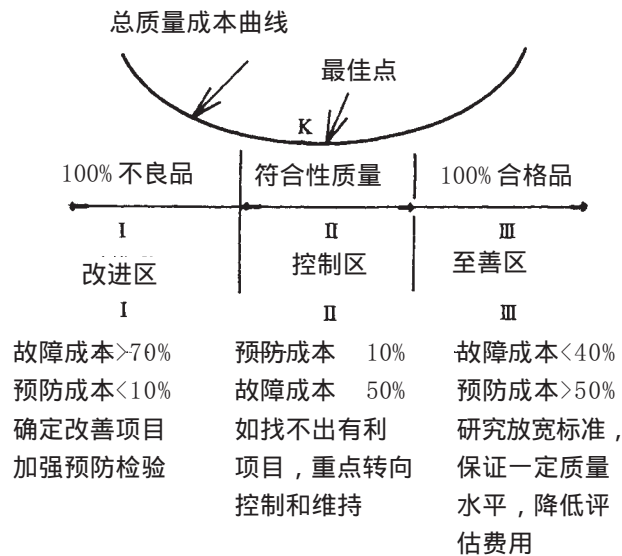 总质量成本曲线
最佳点
K
100%不良品 符合性质量 100%合格品
Ⅰ Ⅱ Ⅲ
改进区 控制区 至善区
Ⅰ Ⅱ Ⅲ
故障成本>70% 预防成本 10% 故障成本<40%
预防成本<10% 故障成本 50% 预防成本>50%
确定改善项目 如找不出有利 研究放宽标准，
加强预防检验 项目，重点转向 保证一定质量
控制和维持 水平，降低评
估费用